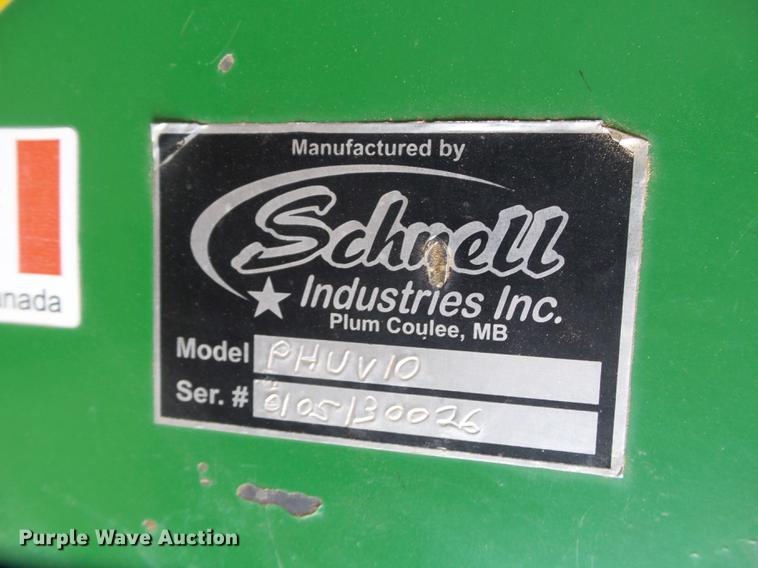 Manufactured by
Schnell
Industries Inc.
Plum Coulee, MB
Model PHUV10
Ser. # 0105130026
anada
Purple Wave Auction